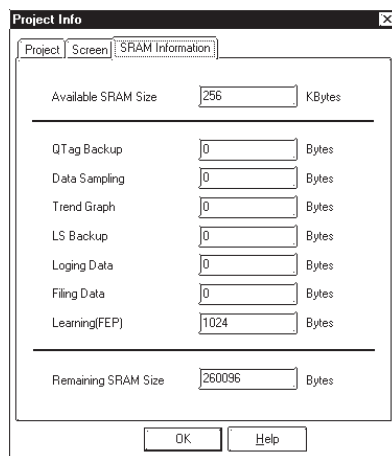 Project Info
Project Screen SRAM Information
Available SRAM Size 256 KBytes
QTag Backup 0 Bytes
Data Sampling 0 Bytes
Trend Graph 0 Bytes
LS Backup 0 Bytes
Loging Data 0 Bytes
Filing Data 0 Bytes
Learning(FEP) 1024 Bytes
Remaining SRAM Size 260096 Bytes
OK Help